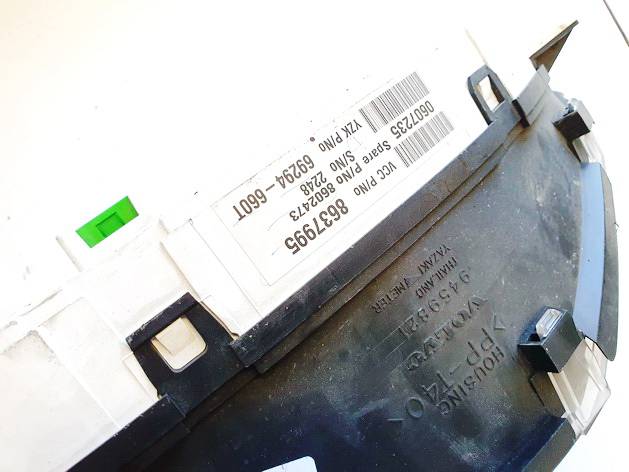 VCC P/No 8637995
Spare P/No 8602473
S/No 2248
YZK P/No 69294-660T
0607235
HOUSING
>PP-T40<
VOLVO
9459821
THAILAND
YAZAKI METER